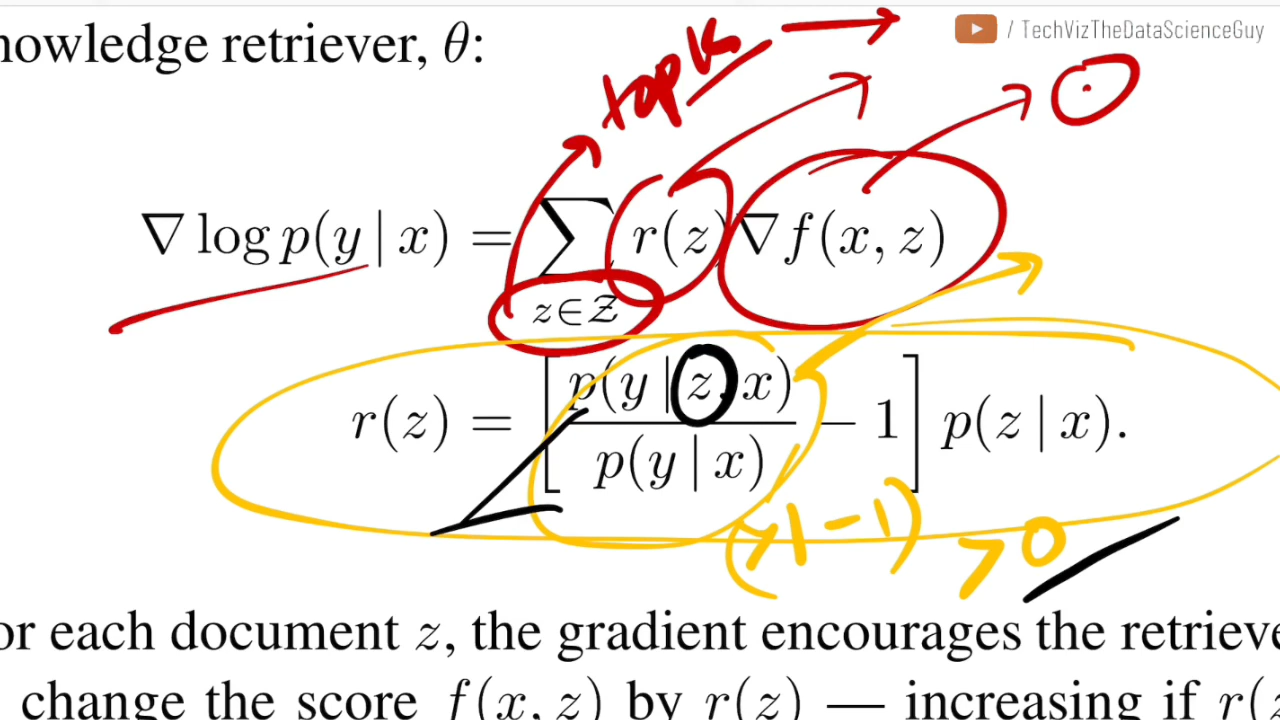 / TechVizTheDataScienceGuy
nowledge retriever, θ:
topK
∇ log p(y | x) = ∑ r(z)∇f(x, z)
z∈𝒵
r(z) = [ p(y | z, x) / p(y | x) − 1 ] p(z | x).
(>1 -1) > 0
or each document z, the gradient encourages the retrieve
change the score f(x, z) by r(z) — increasing if r(z